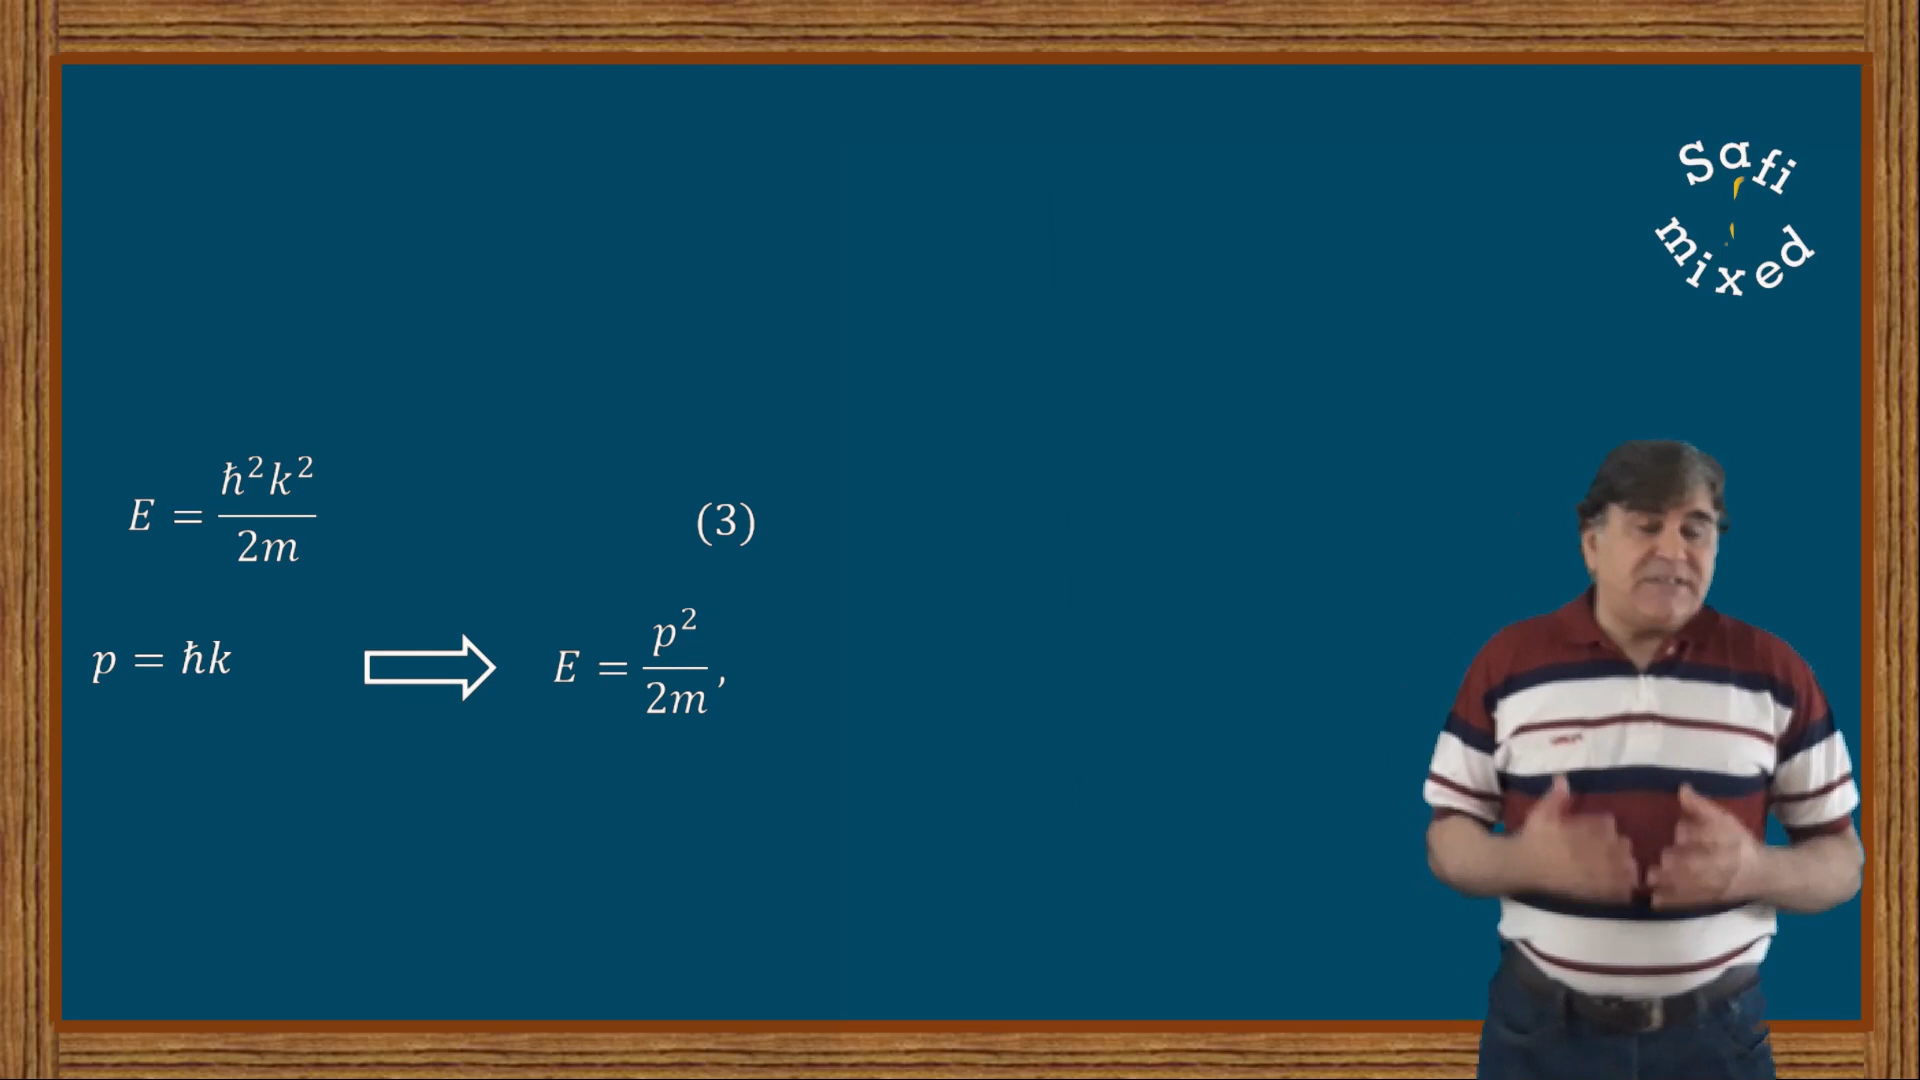 Safi
mixed
E = ħ²k²/2m (3)
p = ħk ⇒ E = p²/2m,